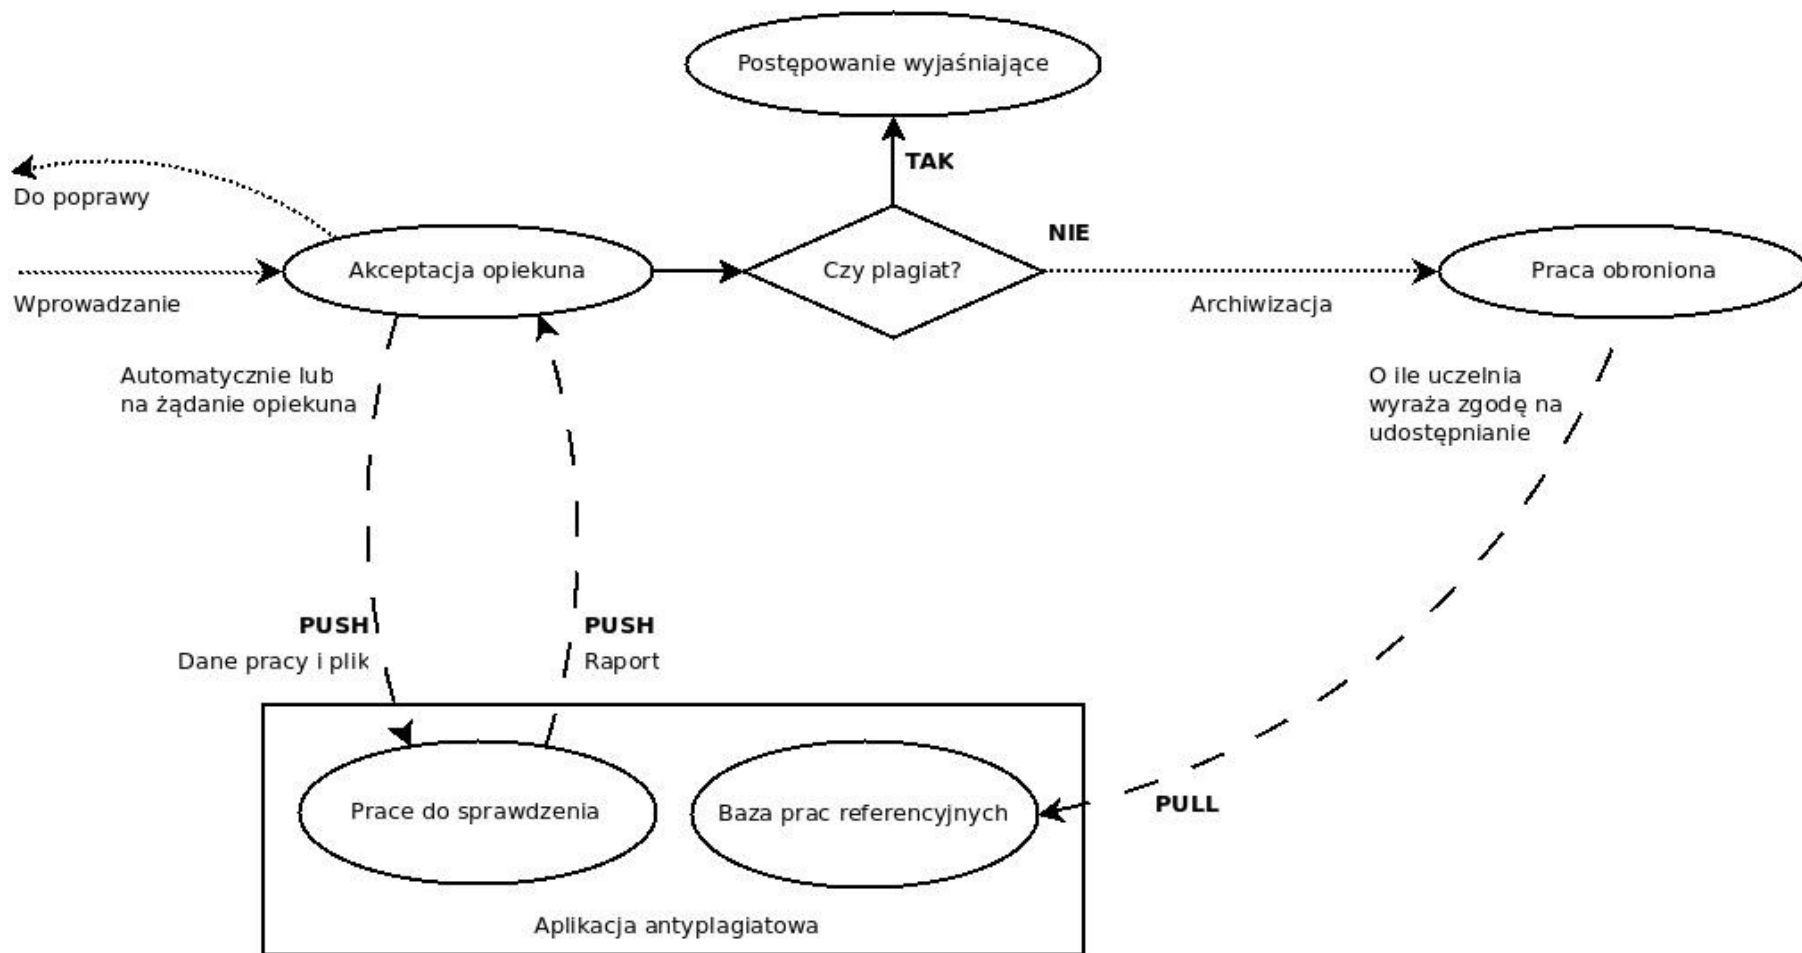 Postępowanie wyjaśniające
TAK
Do poprawy
NIE
Akceptacja opiekuna
Czy plagiat?
Praca obroniona
Wprowadzanie
Archiwizacja
Automatycznie lub
na żądanie opiekuna
O ile uczelnia
wyraża zgodę na
udostępnianie
PUSH
Dane pracy i plik
PUSH
Raport
PULL
Prace do sprawdzenia
Baza prac referencyjnych
Aplikacja antyplagiatowa